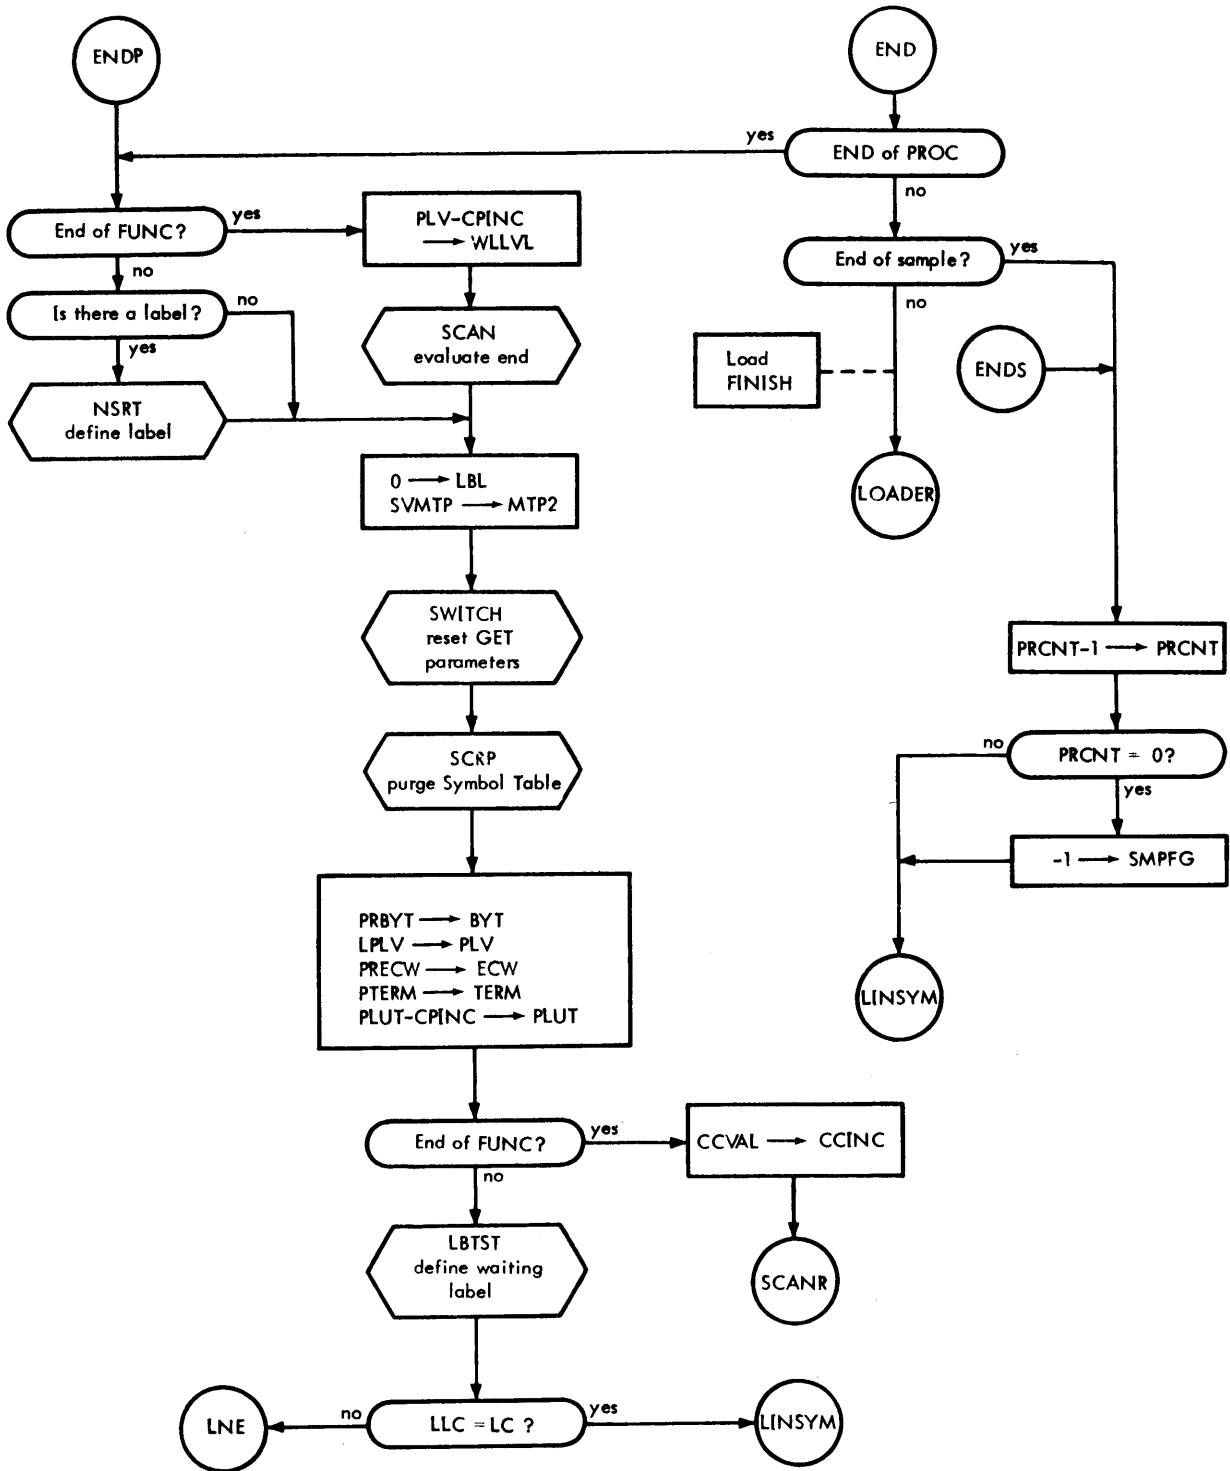 ENDP
END
yes
END of PROC
no
End of FUNC?
yes
PLV-CPINC
→ WLLVL
End of sample?
yes
no
no
Is there a label?
no
yes
SCAN
evaluate end
Load
FINISH
ENDS
NSRT
define label
0 → LBL
SVMTP → MTP2
LOADER
SWITCH
reset GET
parameters
PRCNT-1 → PRCNT
SCRP
purge Symbol Table
no
PRCNT = 0?
yes
-1 → SMPFG
PRBYT → BYT
LPLV → PLV
PRECW → ECW
PTERM → TERM
PLUT-CPINC → PLUT
LINSYM
End of FUNC?
yes
CCVAL → CCINC
no
LBTST
define waiting
label
SCANR
LNE
no
LLC = LC ?
yes
LINSYM